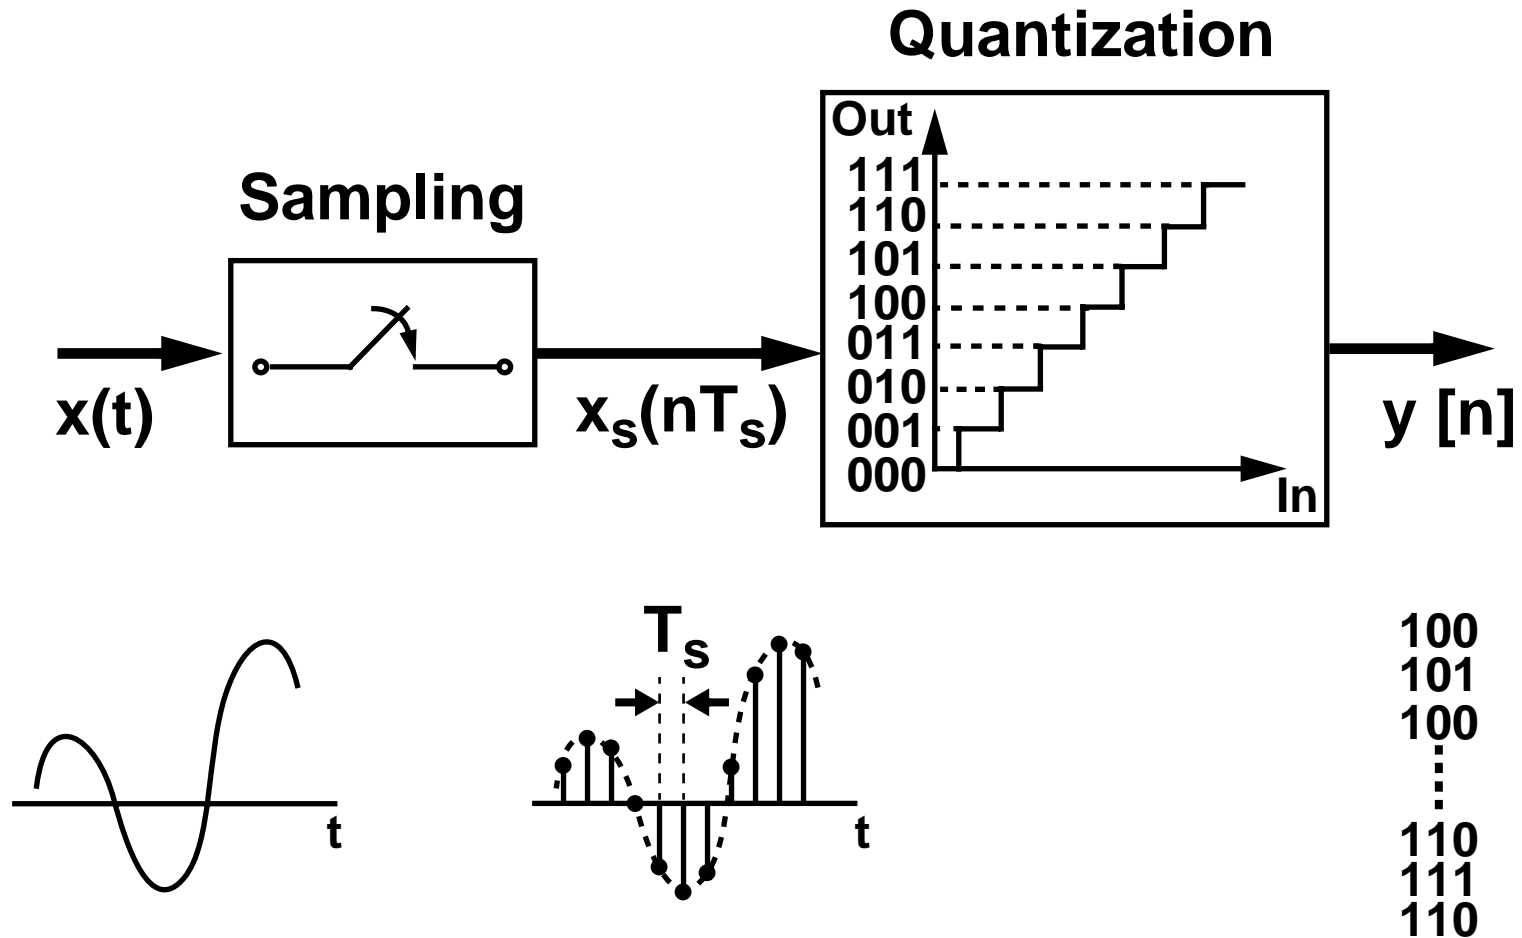 Quantization
Sampling
Out
111
110
101
100
011
010
001
000
In
x(t)
xs(nTs)
y [n]
t
Ts
t
100
101
100
110
111
110